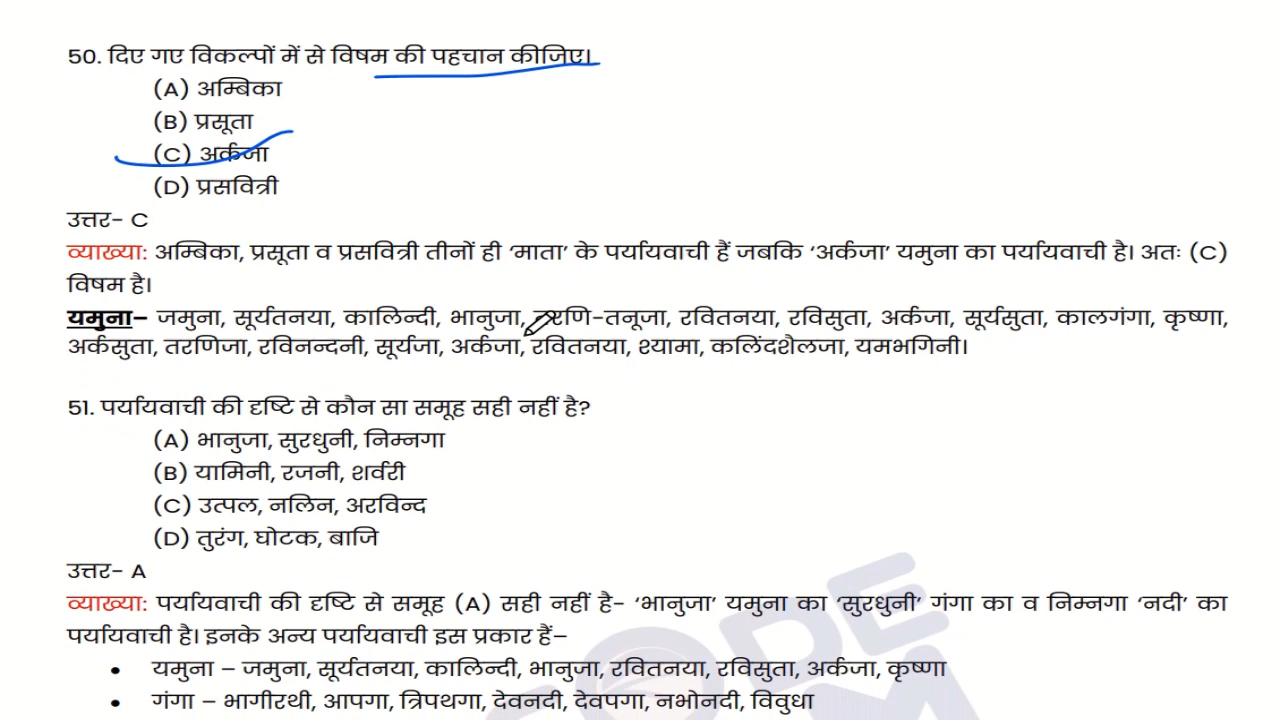 50. दिए गए विकल्पों में से विषम की पहचान कीजिए।
(A) अम्बिका
(B) प्रसूता
(C) अर्कजा
(D) प्रसवित्री
उत्तर- C
व्याख्या: अम्बिका, प्रसूता व प्रसवित्री तीनों ही ‘माता’ के पर्यायवाची हैं जबकि ‘अर्कजा’ यमुना का पर्यायवाची है। अतः (C)
विषम है।
यमुना– जमुना, सूर्यतनया, कालिन्दी, भानुजा, तरणि-तनूजा, रवितनया, रविसुता, अर्कजा, सूर्यसुता, कालगंगा, कृष्णा,
अर्कसुता, तरणिजा, रविनन्दनी, सूर्यजा, अर्कजा, रवितनया, श्यामा, कलिंदशैलजा, यमभगिनी।
51. पर्यायवाची की दृष्टि से कौन सा समूह सही नहीं है?
(A) भानुजा, सुरधुनी, निम्नगा
(B) यामिनी, रजनी, शर्वरी
(C) उत्पल, नलिन, अरविन्द
(D) तुरंग, घोटक, बाजि
उत्तर- A
व्याख्या: पर्यायवाची की दृष्टि से समूह (A) सही नहीं है- ‘भानुजा’ यमुना का ‘सुरधुनी’ गंगा का व निम्नगा ‘नदी’ का
पर्यायवाची है। इनके अन्य पर्यायवाची इस प्रकार हैं–
• यमुना – जमुना, सूर्यतनया, कालिन्दी, भानुजा, रवितनया, रविसुता, अर्कजा, कृष्णा
• गंगा – भागीरथी, आपगा, त्रिपथगा, देवनदी, देवपगा, नभोनदी, विवुधा